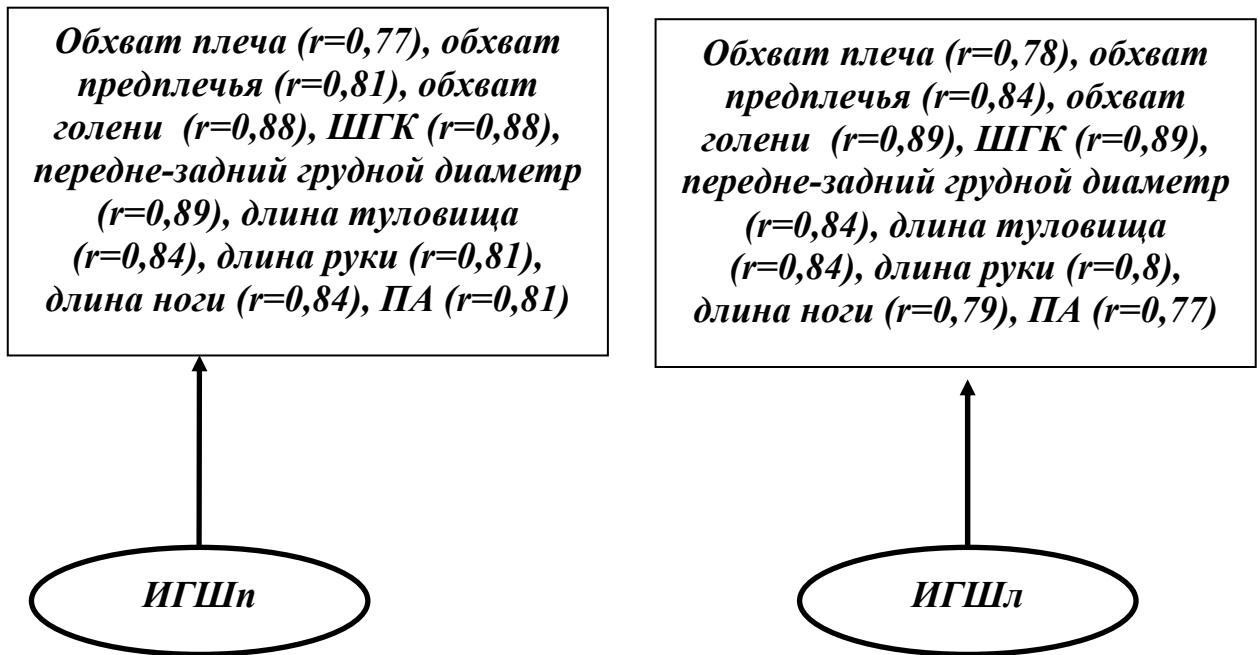 Обхват плеча (r=0,77), обхват
предплечья (r=0,81), обхват
голени (r=0,88), ШГК (r=0,88),
передне-задний грудной диаметр
(r=0,89), длина туловища
(r=0,84), длина руки (r=0,81),
длина ноги (r=0,84), ПА (r=0,81)
Обхват плеча (r=0,78), обхват
предплечья (r=0,84), обхват
голени (r=0,89), ШГК (r=0,89),
передне-задний грудной диаметр
(r=0,84), длина туловища
(r=0,84), длина руки (r=0,8),
длина ноги (r=0,79), ПА (r=0,77)
ИГШп
ИГШл